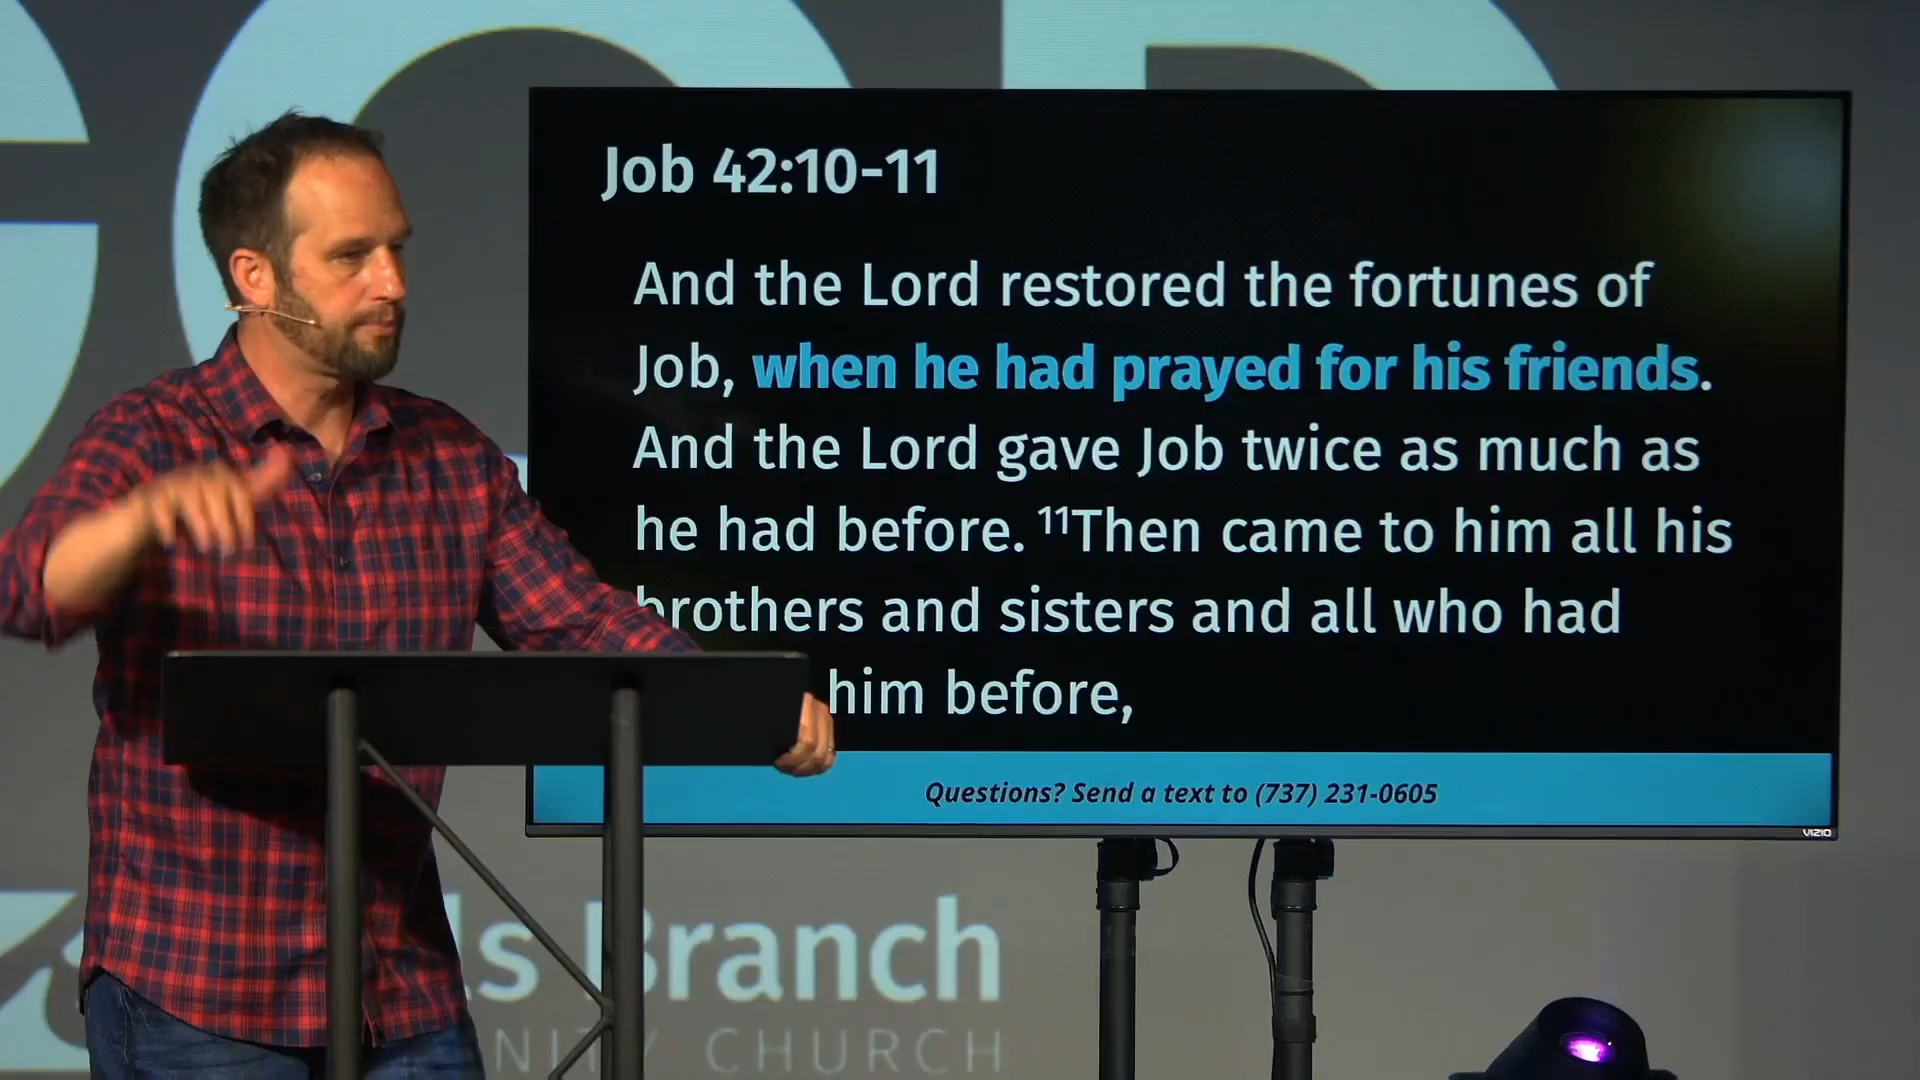 Job 42:10-11
And the Lord restored the fortunes of
Job, when he had prayed for his friends.
And the Lord gave Job twice as much as
he had before. ¹¹Then came to him all his
brothers and sisters and all who had
him before,
Questions? Send a text to (737) 231-0605
VIZIO
ls Branch
NITY CHURCH